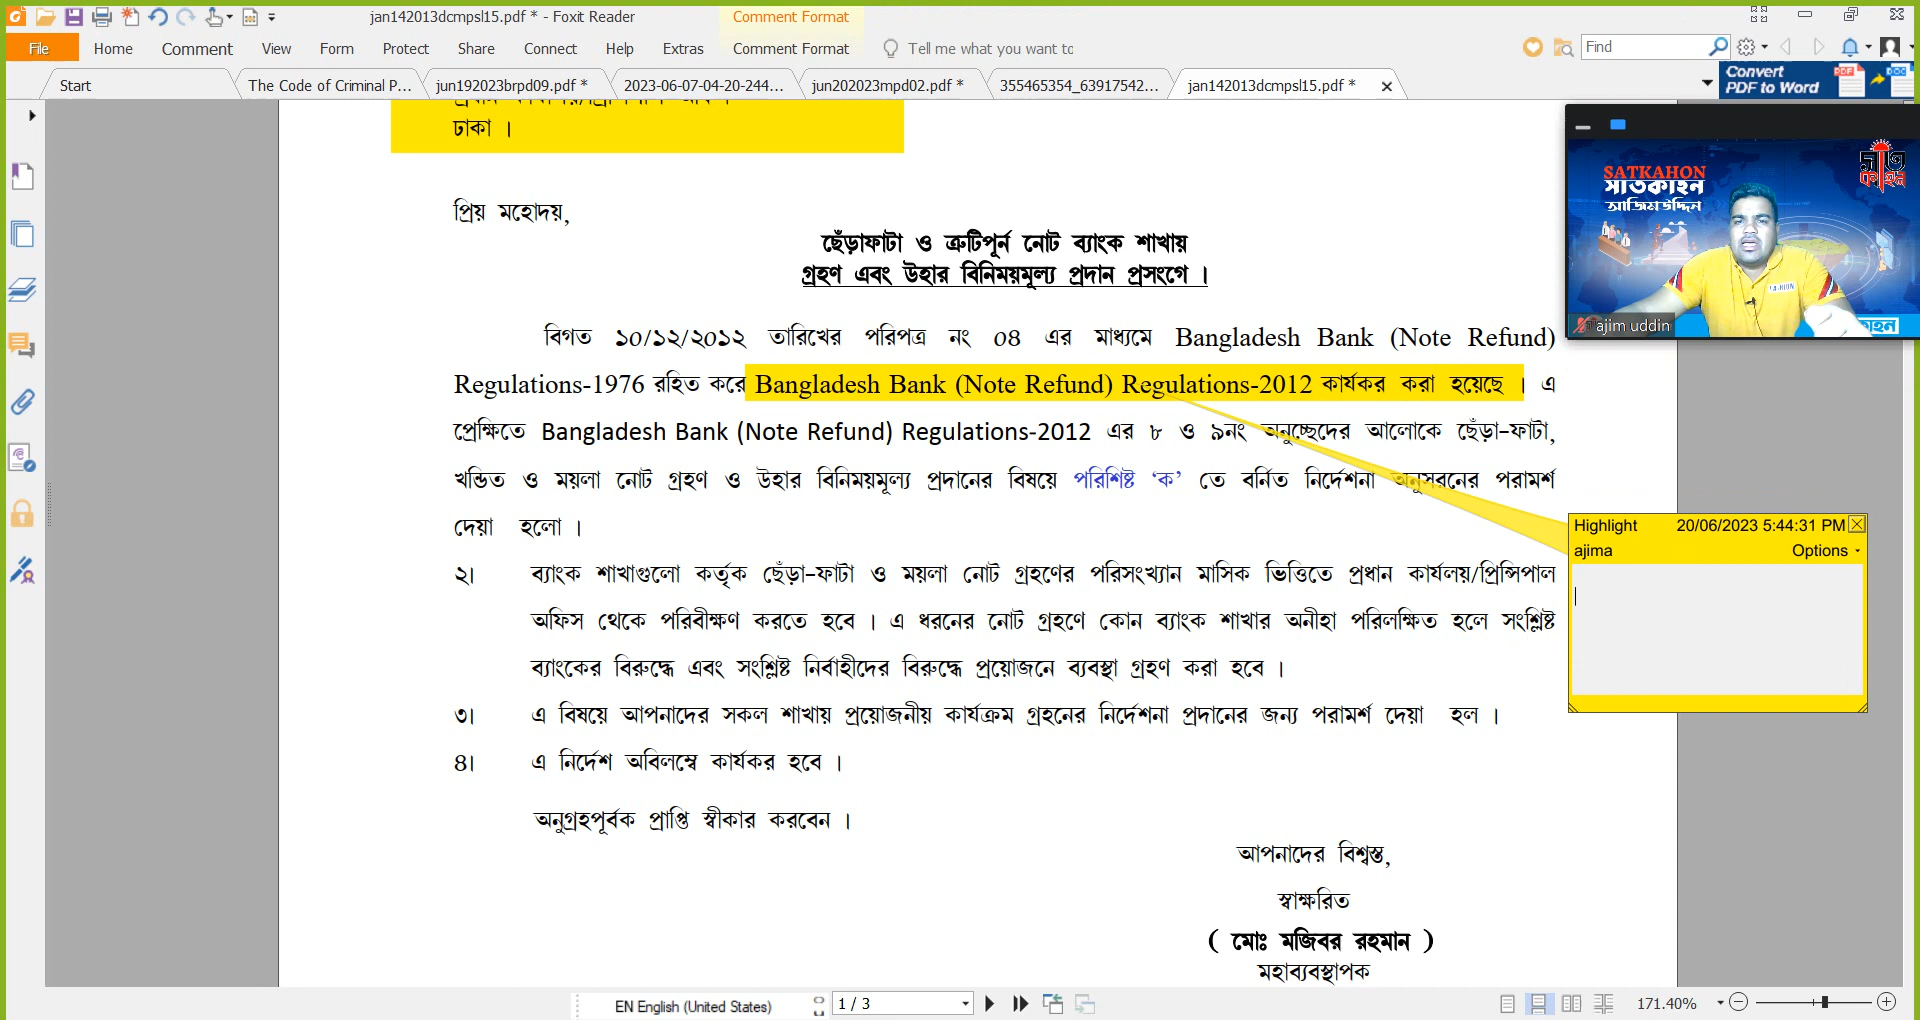 jan142013dcmpsl15.pdf * - Foxit Reader
Comment Format
File Home Comment View Form Protect Share Connect Help Extras Comment Format Tell me what you want to Find
Start The Code of Criminal P... jun192023brpd09.pdf * 2023-06-07-04-20-244... jun202023mpd02.pdf * 355465354_63917542... jan142013dcmpsl15.pdf *
Convert
PDF to Word
ঢাকা ।
SATKAHON
সাতকাহন
আজিম উদ্দিন
ajim uddin
প্রিয় মহোদয়,
ছেঁড়াফাটা ও ত্রুটিপূর্ন নোট ব্যাংক শাখায়
গ্রহণ এবং উহার বিনিময়মূল্য প্রদান প্রসংগে ।
বিগত ১০/১২/২০১২ তারিখের পরিপত্র নং ০৪ এর মাধ্যমে Bangladesh Bank (Note Refund)
Regulations-1976 রহিত করে Bangladesh Bank (Note Refund) Regulations-2012 কার্যকর করা হয়েছে । এ
প্রেক্ষিতে Bangladesh Bank (Note Refund) Regulations-2012 এর ৮ ও ৯নং অনুচ্ছেদের আলোকে ছেঁড়া-ফাটা,
খন্ডিত ও ময়লা নোট গ্রহণ ও উহার বিনিময়মূল্য প্রদানের বিষয়ে পরিশিষ্ট ‘ক’ তে বর্নিত নির্দেশনা অনুসরনের পরামর্শ
দেয়া হলো ।
২। ব্যাংক শাখাগুলো কর্তৃক ছেঁড়া-ফাটা ও ময়লা নোট গ্রহণের পরিসংখ্যান মাসিক ভিত্তিতে প্রধান কার্যলয়/প্রিন্সিপাল
অফিস থেকে পরিবীক্ষণ করতে হবে । এ ধরনের নোট গ্রহণে কোন ব্যাংক শাখার অনীহা পরিলক্ষিত হলে সংশ্লিষ্ট
ব্যাংকের বিরুদ্ধে এবং সংশ্লিষ্ট নির্বাহীদের বিরুদ্ধে প্রয়োজনে ব্যবস্থা গ্রহণ করা হবে ।
৩। এ বিষয়ে আপনাদের সকল শাখায় প্রয়োজনীয় কার্যক্রম গ্রহনের নির্দেশনা প্রদানের জন্য পরামর্শ দেয়া হল ।
৪। এ নির্দেশ অবিলম্বে কার্যকর হবে ।
অনুগ্রহপূর্বক প্রাপ্তি স্বীকার করবেন ।
আপনাদের বিশ্বস্ত,
স্বাক্ষরিত
( মোঃ মজিবর রহমান )
মহাব্যবস্থাপক
Highlight 20/06/2023 5:44:31 PM
ajima Options
EN English (United States) 1 / 3 171.40%